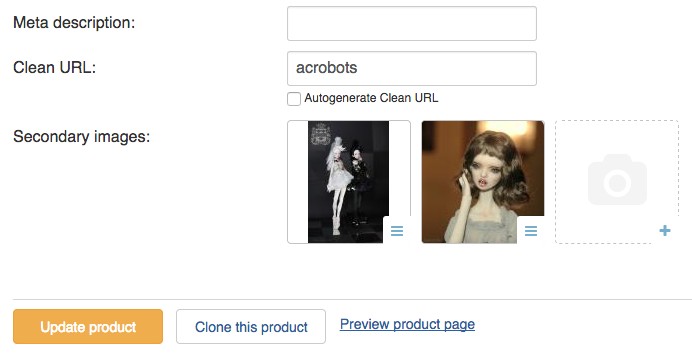 Meta description:
Clean URL:
acrobots
Autogenerate Clean URL
Secondary images:
Update product
Clone this product
Preview product page